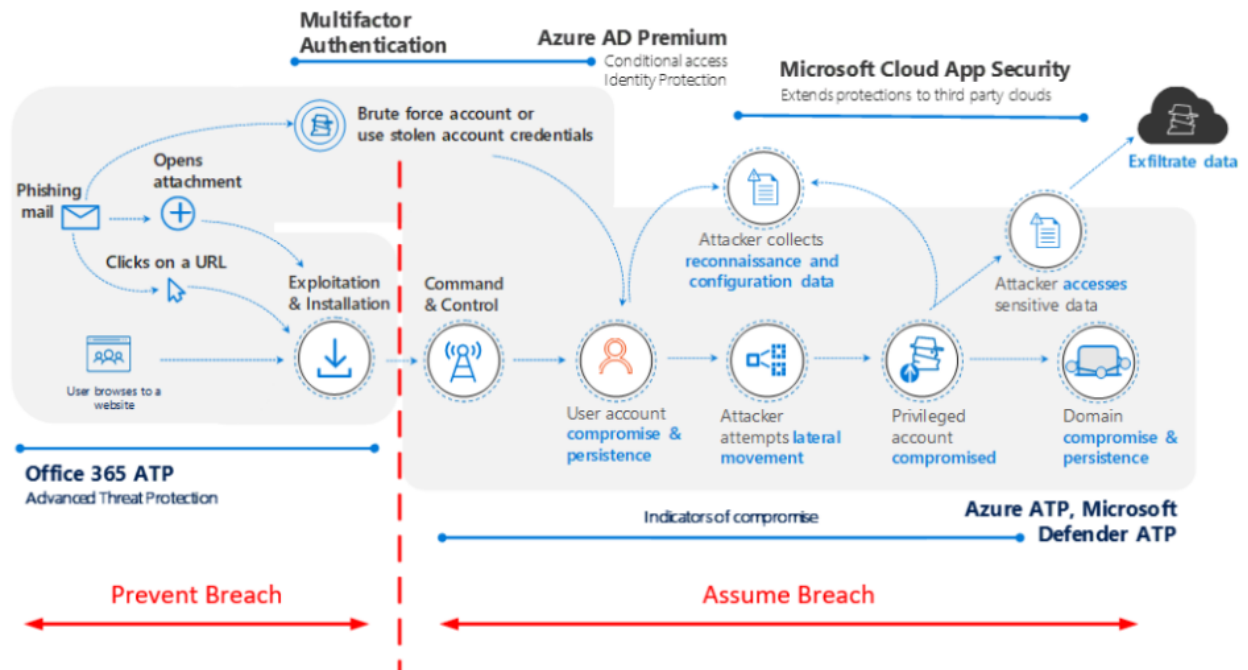 Multifactor
Authentication
Azure AD Premium
Conditional access
Identity Protection
Microsoft Cloud App Security
Extends protections to third party clouds
Brute force account or
use stolen account credentials
Exfiltrate data
Opens
attachment
Phishing
mail
Clicks on a URL
Exploitation
& Installation
Command
& Control
Attacker collects
reconnaissance and
configuration data
Attacker accesses
sensitive data
User browses to a
website
User account
compromise &
persistence
Attacker
attempts lateral
movement
Privileged
account
compromised
Domain
compromise &
persistence
Office 365 ATP
Advanced Threat Protection
Indicators of compromise
Azure ATP, Microsoft
Defender ATP
Prevent Breach
Assume Breach